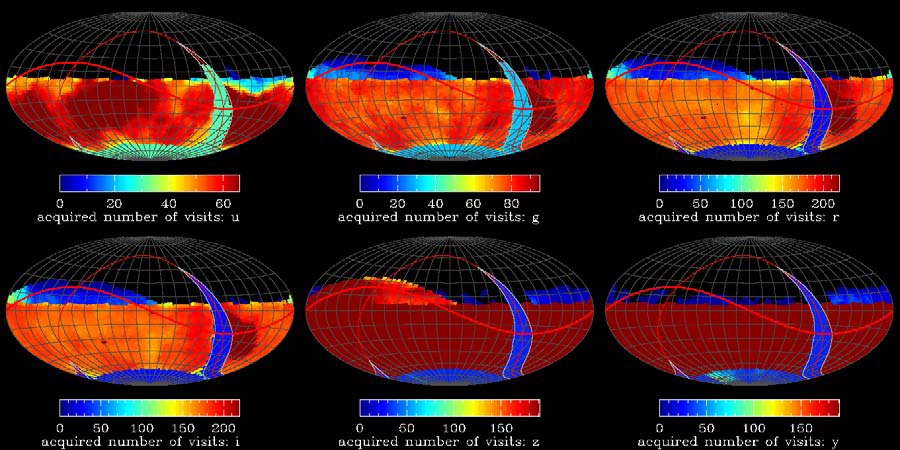 0 20 40 60
acquired number of visits: u
0 20 40 60 80
acquired number of visits: g
0 50 100 150 200
acquired number of visits: r
0 50 100 150 200
acquired number of visits: i
0 50 100 150
acquired number of visits: z
0 50 100 150
acquired number of visits: y